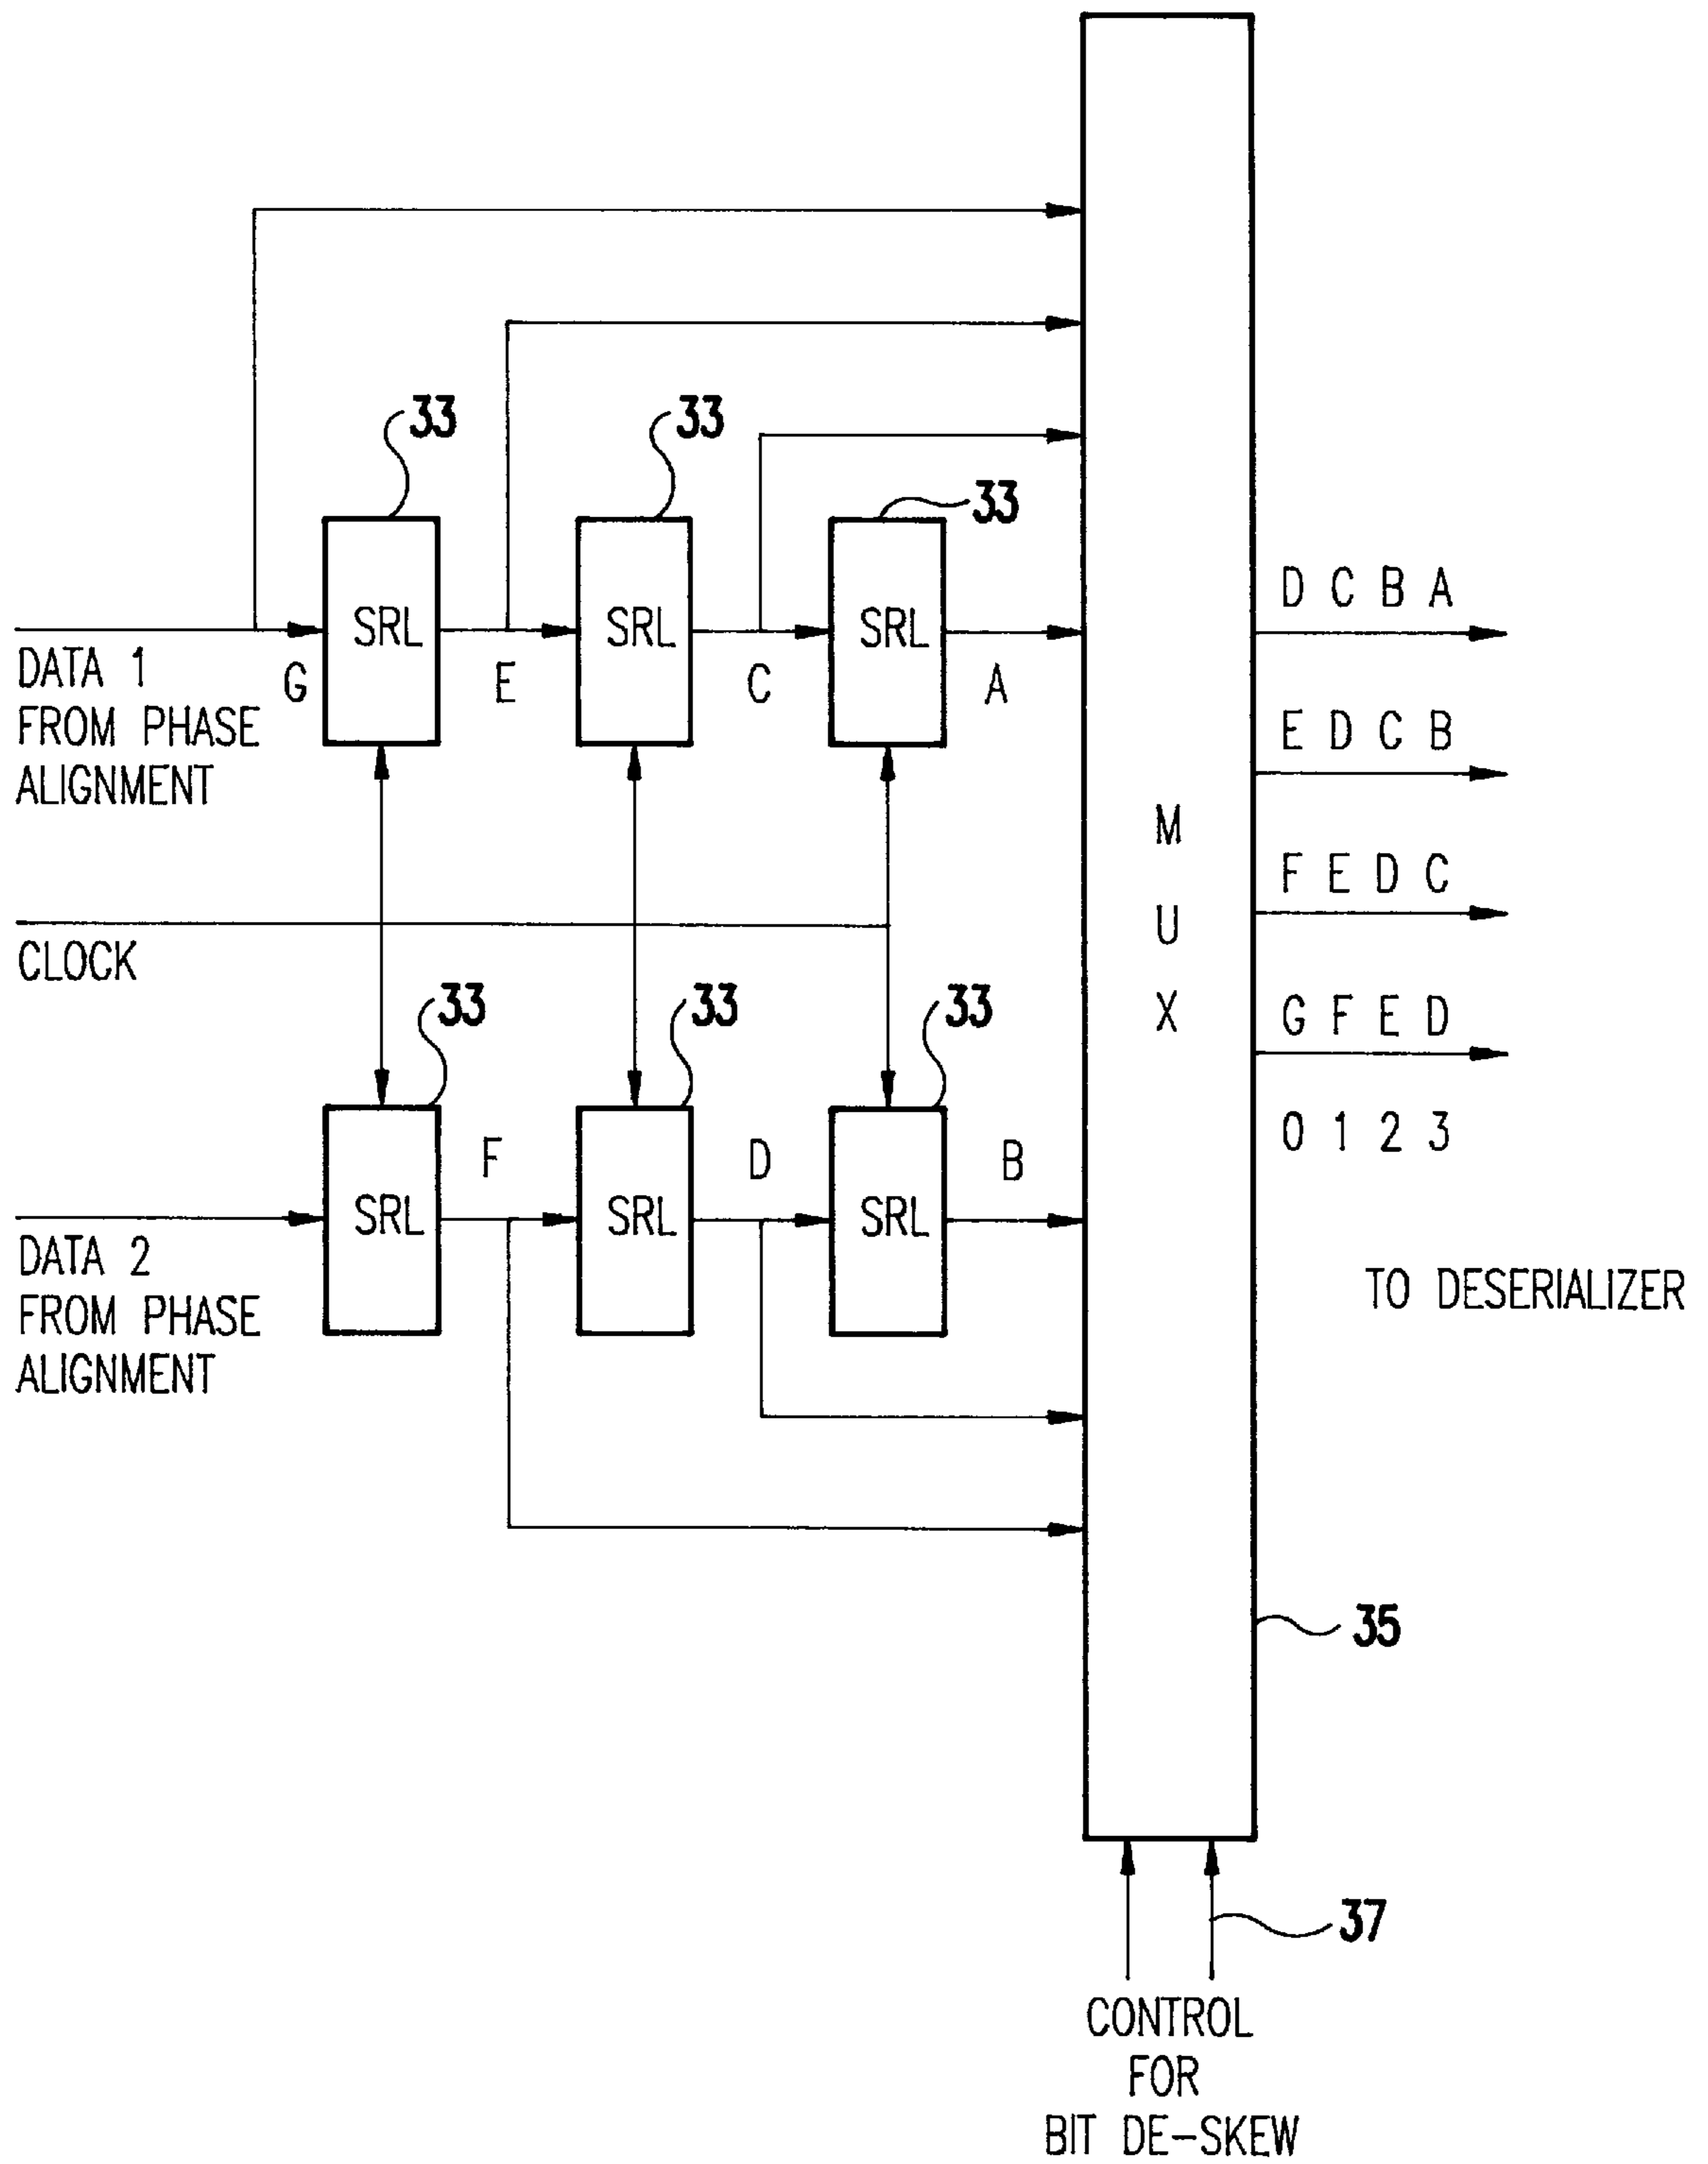 33
33
33
SRL
SRL
SRL
D C B A
G
E
C
A
DATA 1
FROM PHASE
ALIGNMENT
E D C B
M
U
X
F E D C
CLOCK
33
33
33
G F E D
0 1 2 3
F
D
B
SRL
SRL
SRL
DATA 2
FROM PHASE
ALIGNMENT
TO DESERIALIZER
35
37
CONTROL
FOR
BIT DE-SKEW